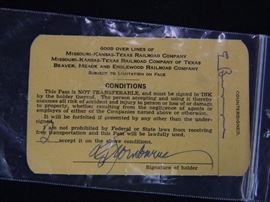 GOOD OVER LINES OF
MISSOURI-KANSAS-TEXAS RAILROAD COMPANY
MISSOURI-KANSAS-TEXAS RAILROAD COMPANY OF TEXAS
BEAVER, MEADE AND ENGLEWOOD RAILROAD COMPANY
SUBJECT TO LIMITATION ON FACE
CONDITIONS
This Pass is NOT TRANSFERABLE, and must be signed in INK
by the holder thereof. The person accepting and using it thereby
assumes all risk of accident and injury to person or loss of or damage
to property, whether resulting from the negligence of agents or
employes of either or the Companies named above or otherwise.
It will be forfeited if presented by any other than the under-
signed.
I am not prohibited by Federal or State laws from receiving
free transportation and this Pass will be lawfully used.
accept it on the above conditions.
Signature of holder
COUNTERSIGNED